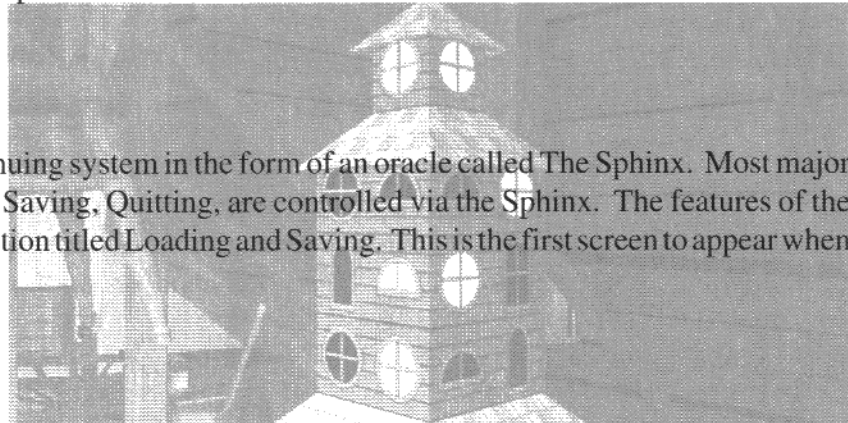 nuing system in the form of an oracle called The Sphinx. Most major
Saving, Quitting, are controlled via the Sphinx. The features of the
tion titled Loading and Saving. This is the first screen to appear when